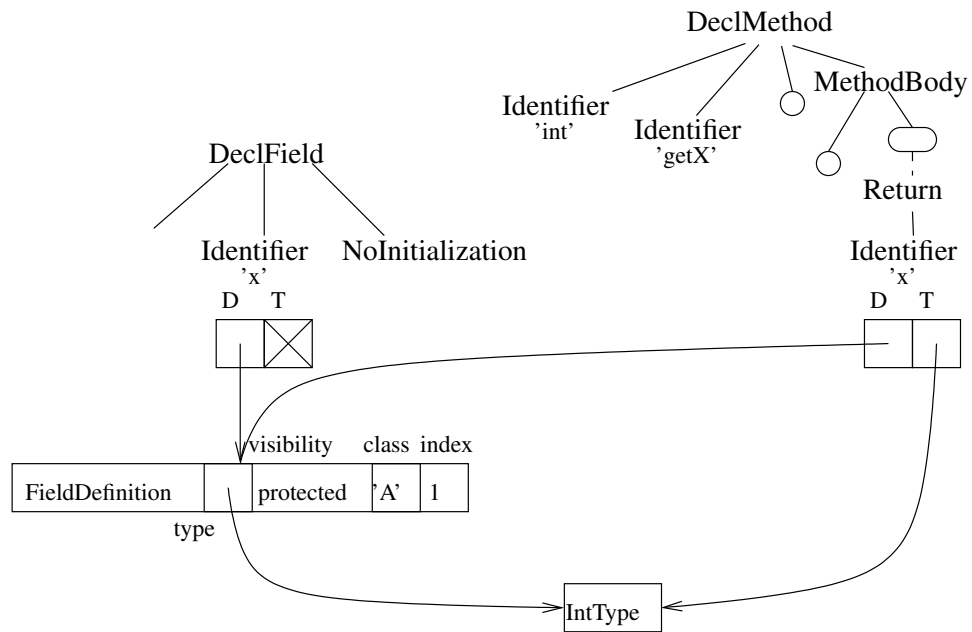 DeclMethod
MethodBody
Identifier
'int'
Identifier
'getX'
DeclField
Return
Identifier
'x'
NoInitialization
Identifier
'x'
D T
D T
visibility class index
FieldDefinition protected 'A' 1
type
IntType